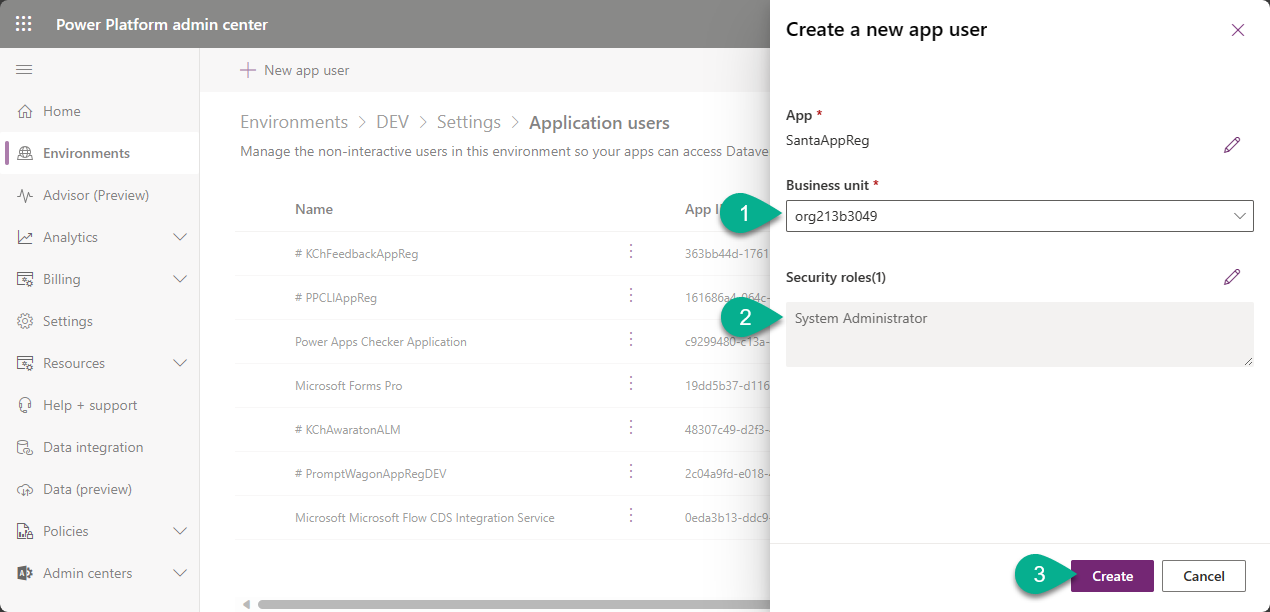 Power Platform admin center
Home
Environments
Advisor (Preview)
Analytics
Billing
Settings
Resources
Help + support
Data integration
Data (preview)
Policies
Admin centers
New app user
Environments > DEV > Settings > Application users
Manage the non-interactive users in this environment so your apps can access Datave
Name App I
# KChFeedbackAppReg 363bb44d-1761
# PPCLIAppReg 161686a4-064c-
Power Apps Checker Application c9299480-c13a-
Microsoft Forms Pro 19dd5b37-d116
# KChAwaratonALM 48307c49-d2f3-
# PromptWagonAppRegDEV 2c04a9fd-e018-
Microsoft Microsoft Flow CDS Integration Service 0eda3b13-ddc9
Create a new app user
App *
SantaAppReg
Business unit *
1
org213b3049
Security roles(1)
2
System Administrator
3
Create
Cancel